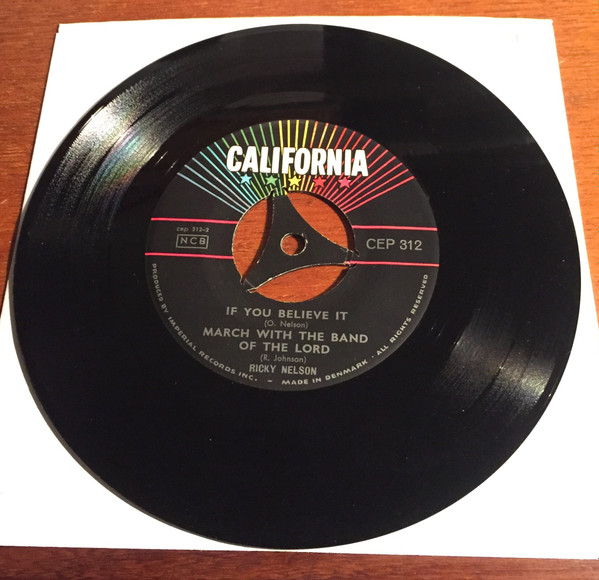 CALIFORNIA
cep. 312-2
NCB
CEP 312
IF YOU BELIEVE IT
(O. Nelson)
MARCH WITH THE BAND
OF THE LORD
(R. Johnson)
RICKY NELSON
PRODUCED BY IMPERIAL RECORDS INC. – MADE IN DENMARK · ALL RIGHTS RESERVED